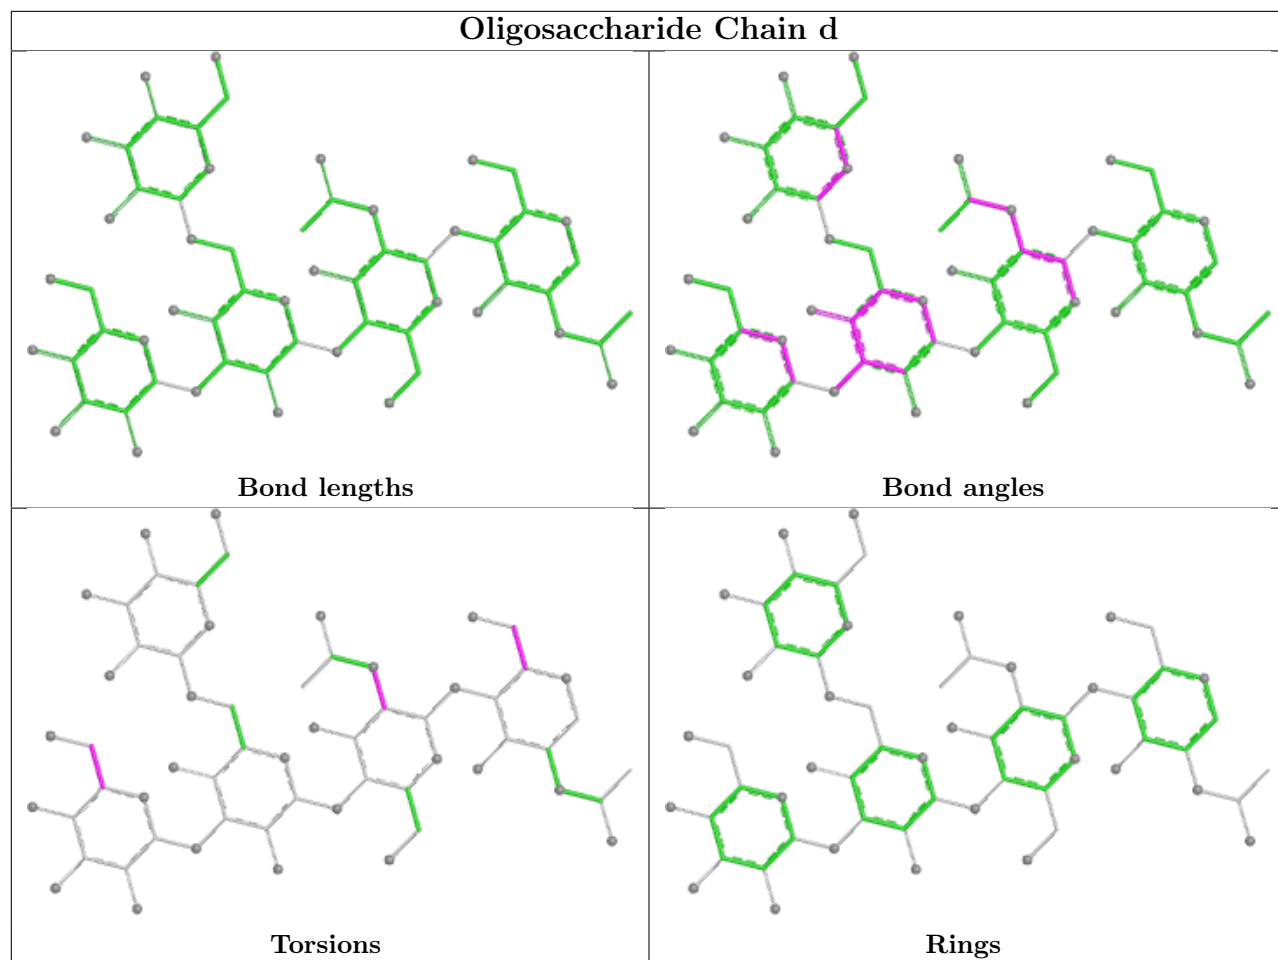 Oligosaccharide Chain d
Bond lengths
Bond angles
Torsions
Rings